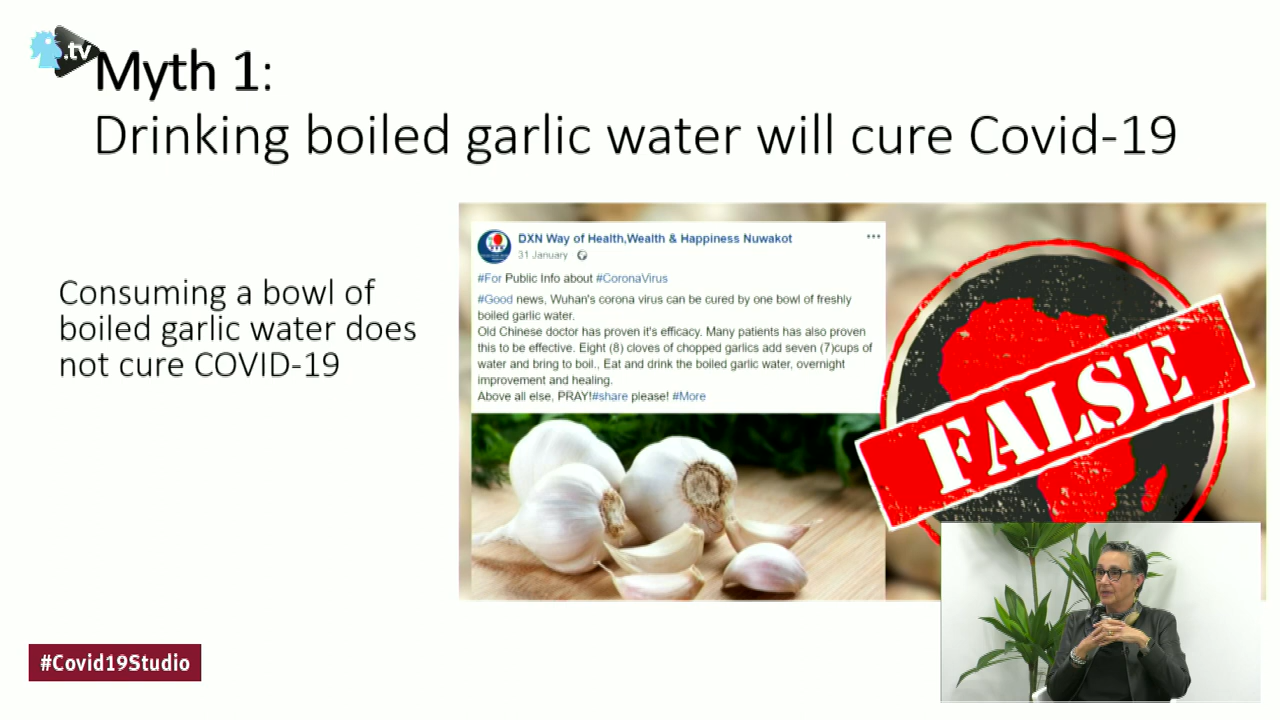 .tv
Myth 1:
Drinking boiled garlic water will cure Covid-19
Consuming a bowl of
boiled garlic water does
not cure COVID-19
DXN Way of Health,Wealth & Happiness Nuwakot
31 January
#For Public Info about #CoronaVirus
#Good news, Wuhan's corona virus can be cured by one bowl of freshly
boiled garlic water.
Old Chinese doctor has proven it's efficacy. Many patients has also proven
this to be effective. Eight (8) cloves of chopped garlics add seven (7)cups of
water and bring to boil., Eat and drink the boiled garlic water, overnight
improvement and healing.
Above all else, PRAY!#share please! #More
FALSE
#Covid19Studio